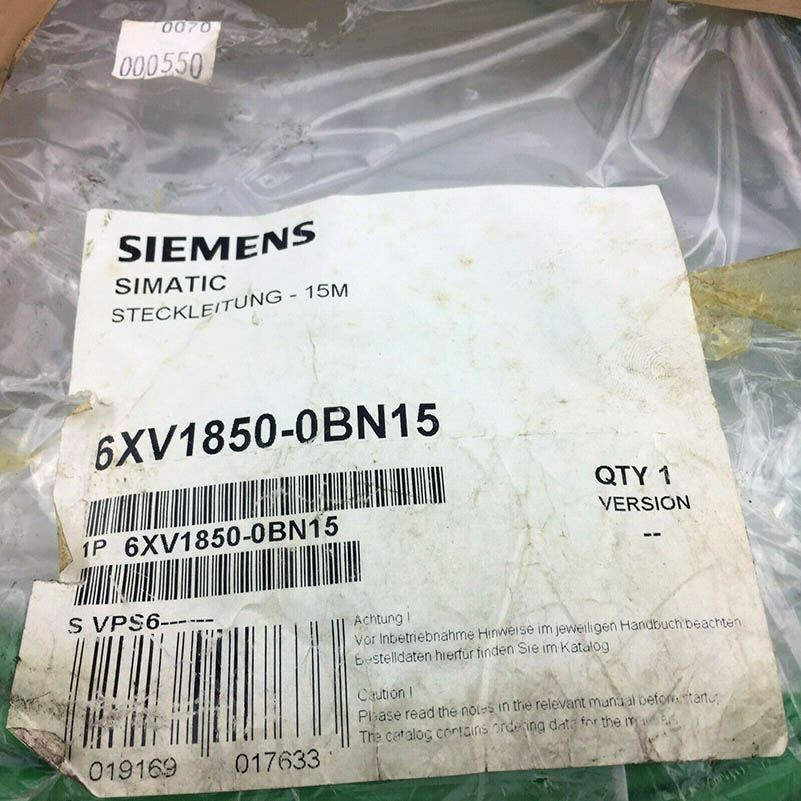 0070
000550
SIEMENS
SIMATIC
STECKLEITUNG - 15M
6XV1850-0BN15
1P 6XV1850-0BN15
QTY 1
VERSION
--
S VPS6------
Achtung !
Vor Inbetriebnahme Hinweise im jeweiligen Handbuch beachten
Bestelldaten hierfür finden Sie im Katalog
Caution !
Please read the notes in the relevant manual before startup
The catalog contains ordering data for the
019169 017633